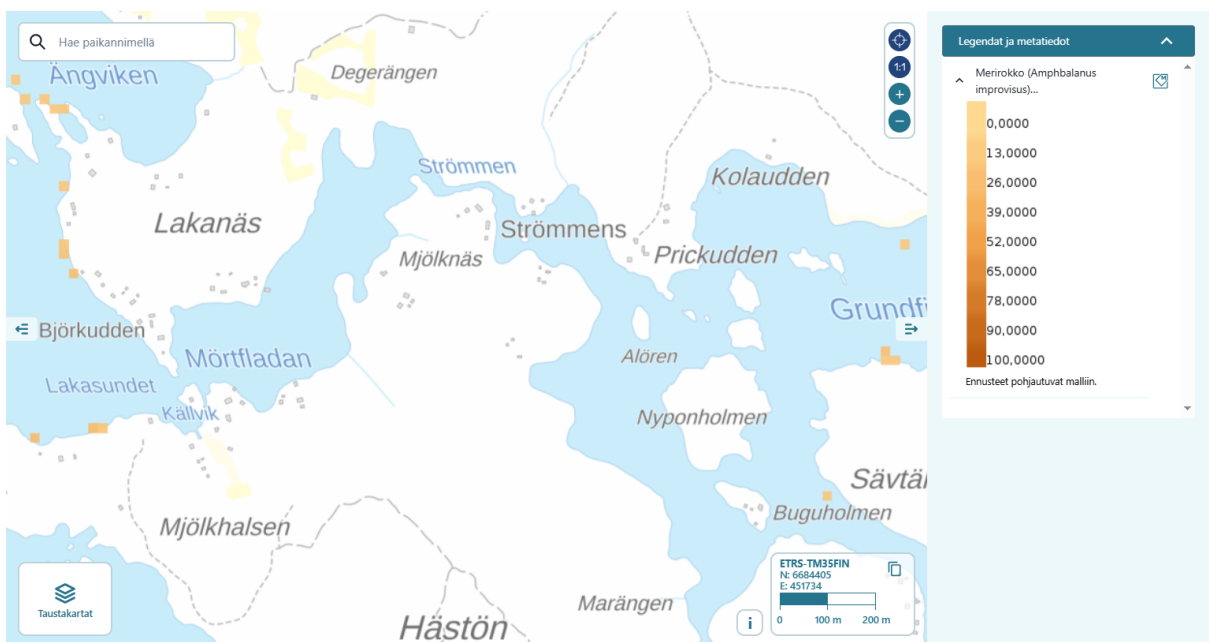 Hae paikannimellä
Ängviken
Degerängen
1:1
Strömmen
Kolaudden
Lakanäs
Strömmens
Mjölknäs
Prickudden
Grundfi
Björkudden
Mörtfladan
Alören
Lakasundet
Källvik
Nyponholmen
Sävtäl
Buguholmen
Mjölkhalsen
Marängen
Hästön
Taustakartat
ETRS-TM35FIN
N: 6684405
E: 451734
0 100 m 200 m
i
Legendat ja metatiedot
Merirokko (Amphbalanus
improvisus)...
0,0000
13,0000
26,0000
39,0000
52,0000
65,0000
78,0000
90,0000
100,0000
Ennusteet pohjautuvat malliin.